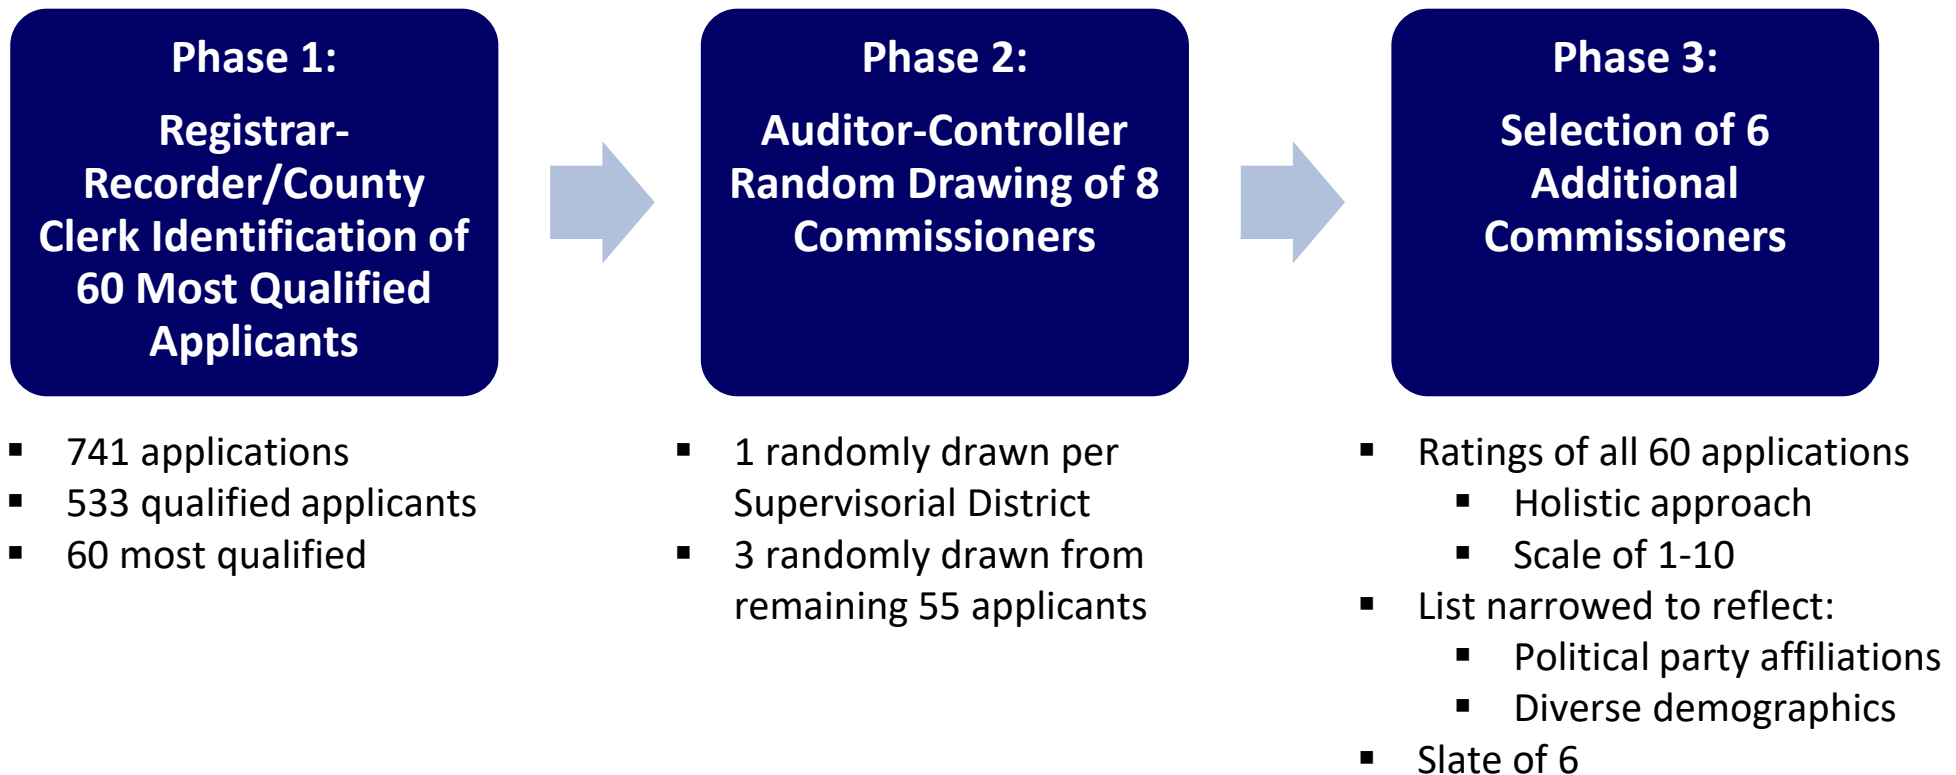 Phase 1:
Registrar-
Recorder/County
Clerk Identification of
60 Most Qualified
Applicants
▪ 741 applications
▪ 533 qualified applicants
▪ 60 most qualified
Phase 2:
Auditor-Controller
Random Drawing of 8
Commissioners
▪ 1 randomly drawn per
Supervisorial District
▪ 3 randomly drawn from
remaining 55 applicants
Phase 3:
Selection of 6
Additional
Commissioners
▪ Ratings of all 60 applications
▪ Holistic approach
▪ Scale of 1-10
▪ List narrowed to reflect:
▪ Political party affiliations
▪ Diverse demographics
▪ Slate of 6